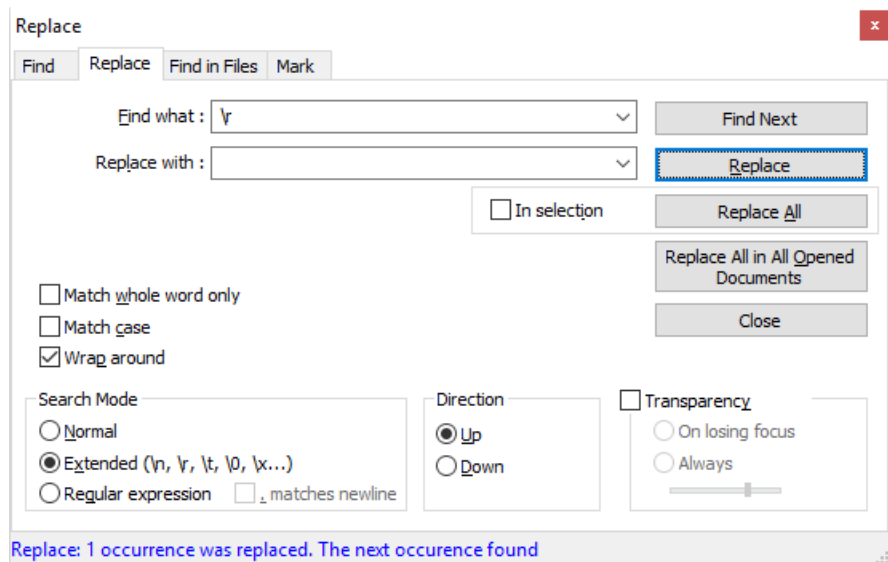 Replace
x
Find Replace Find in Files Mark
Find what : \r Find Next
Replace with : Replace
In selection Replace All
Replace All in All Opened
Documents
Match whole word only
Match case Close
Wrap around
Search Mode Direction Transparency
Normal Up On losing focus
Extended (\n, \r, \t, \0, \x...) Down Always
Regular expression . matches newline
Replace: 1 occurrence was replaced. The next occurence found